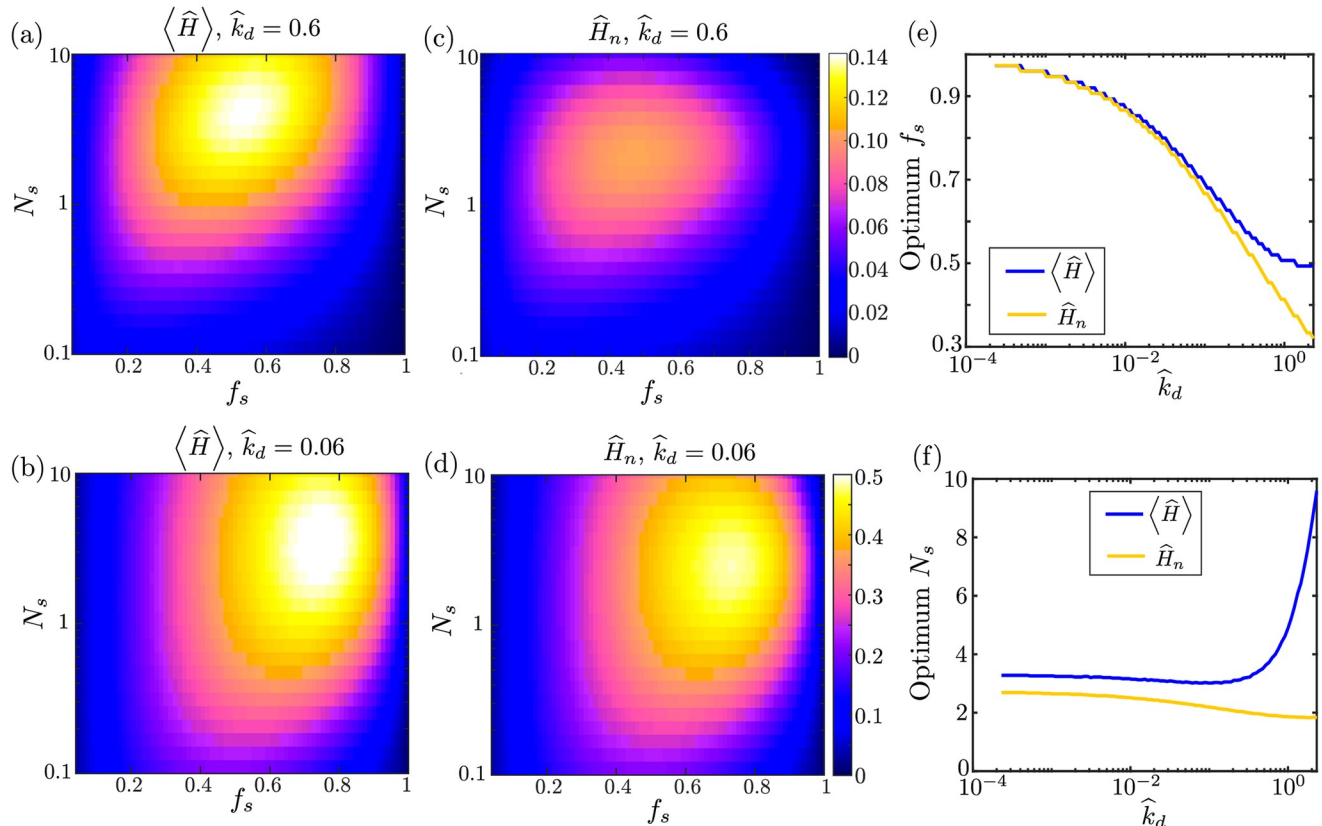 (a)
⟨Ĥ⟩, k̂_d = 0.6
10
1
0.1
N_s
0.2 0.4 0.6 0.8 1
f_s
(c)
Ĥ_n, k̂_d = 0.6
10
1
0.1
N_s
0.2 0.4 0.6 0.8 1
f_s
0.14
0.12
0.10
0.08
0.06
0.04
0.02
0
(e)
0.9
0.7
0.5
0.3
Optimum f_s
⟨Ĥ⟩
Ĥ_n
10⁻⁴ 10⁻² 10⁰
k̂_d
(b)
⟨Ĥ⟩, k̂_d = 0.06
10
1
0.1
N_s
0.2 0.4 0.6 0.8 1
f_s
(d)
Ĥ_n, k̂_d = 0.06
10
1
0.1
N_s
0.2 0.4 0.6 0.8 1
f_s
0.5
0.4
0.3
0.2
0.1
0
(f)
10
8
6
4
2
0
Optimum N_s
⟨Ĥ⟩
Ĥ_n
10⁻⁴ 10⁻² 10⁰
k̂_d